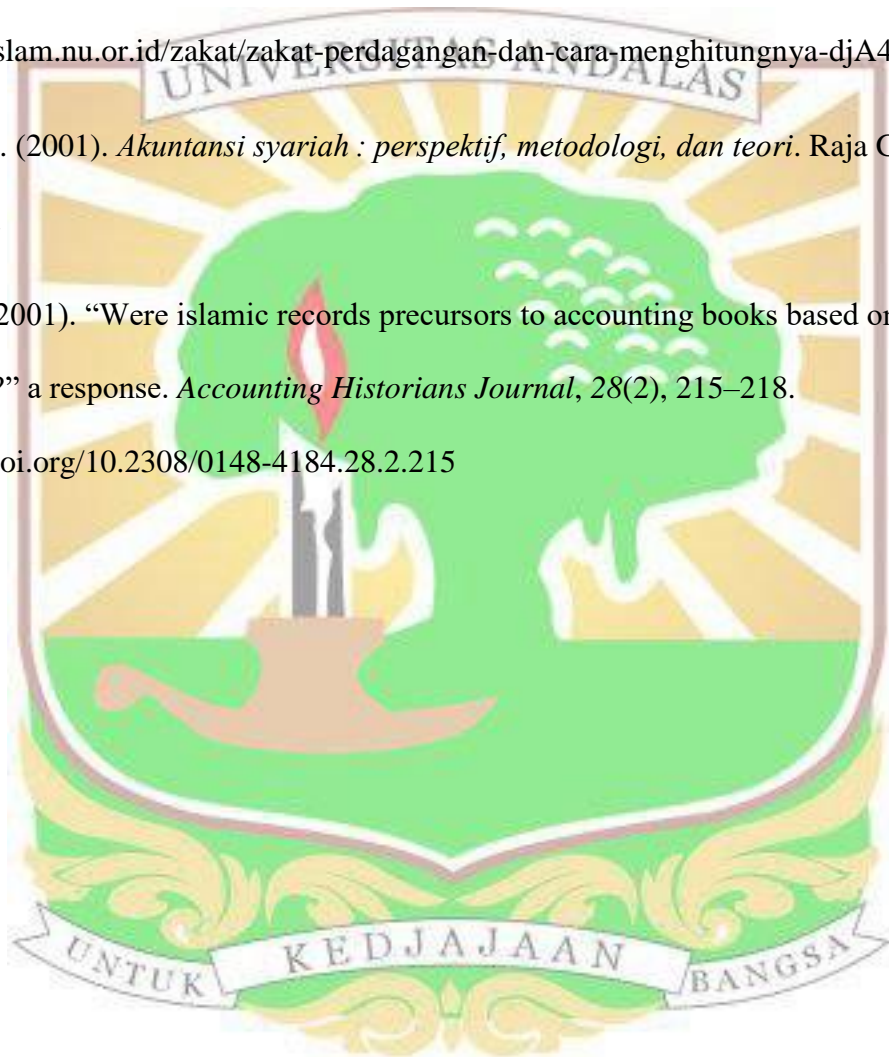 slam.nu.or.id/zakat/zakat-perdagangan-dan-cara-menghitungnya-djA4
UNIVERSITAS ANDALAS
. (2001). Akuntansi syariah : perspektif, metodologi, dan teori. Raja G
2001). “Were islamic records precursors to accounting books based on
?” a response. Accounting Historians Journal, 28(2), 215–218.
oi.org/10.2308/0148-4184.28.2.215
UNTUK KEDJAJAAN BANGSA